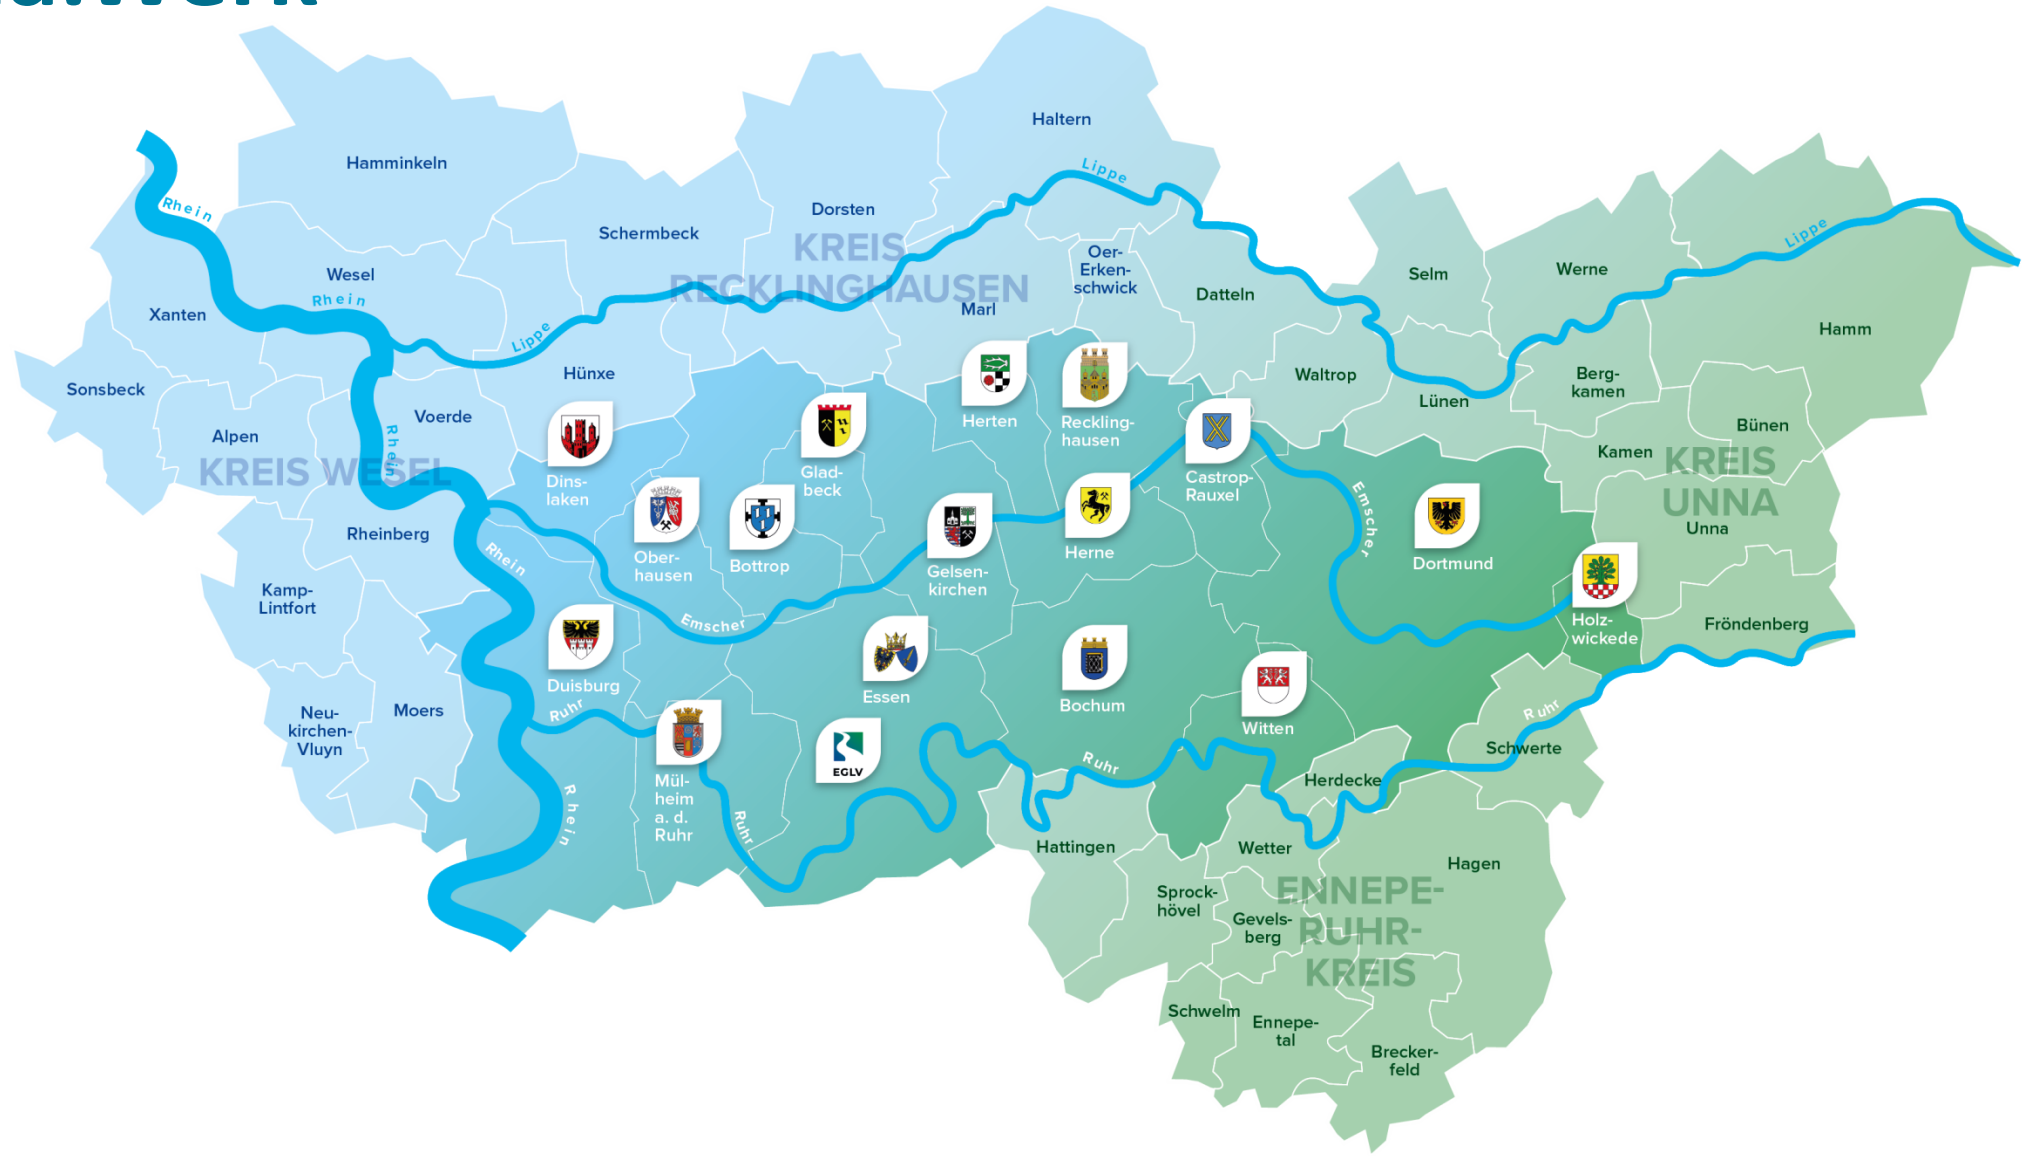 Haltern
Hamminkeln
Lippe
Rhein
Dorsten
Schermbeck
KREIS
RECKLINGHAUSEN
Lippe
Wesel
Rhein
Xanten
Oer-
Erken-
schwick
Marl
Datteln
Selm
Werne
Hamm
Lippe
Hünxe
Sonsbeck
Voerde
Alpen
Rhein
KREIS WESEL
Waltrop
Lünen
Berg-
kamen
Bünen
Kamen
KREIS
UNNA
Unna
Herten
Reckling-
hausen
Castrop-
Rauxel
Glad-
beck
Dins-
laken
Emscher
Rheinberg
Rhein
Ober-
hausen
Bottrop
Gelsen-
kirchen
Herne
Dortmund
Kamp-
Lintfort
Emscher
Holz-
wickede
Fröndenberg
Duisburg
Ruhr
Essen
Bochum
Witten
Neu-
kirchen-
Vluyn
Moers
Ruhr
Schwerte
EGLV
Ruhr
Herdecke
Mül-
heim
a. d.
Ruhr
Ruhr
Rhein
Hattingen
Wetter
Hagen
Sprock-
hövel
ENNEPE-
RUHR-
KREIS
Gevels-
berg
Schwelm
Ennepe-
tal
Brecker-
feld